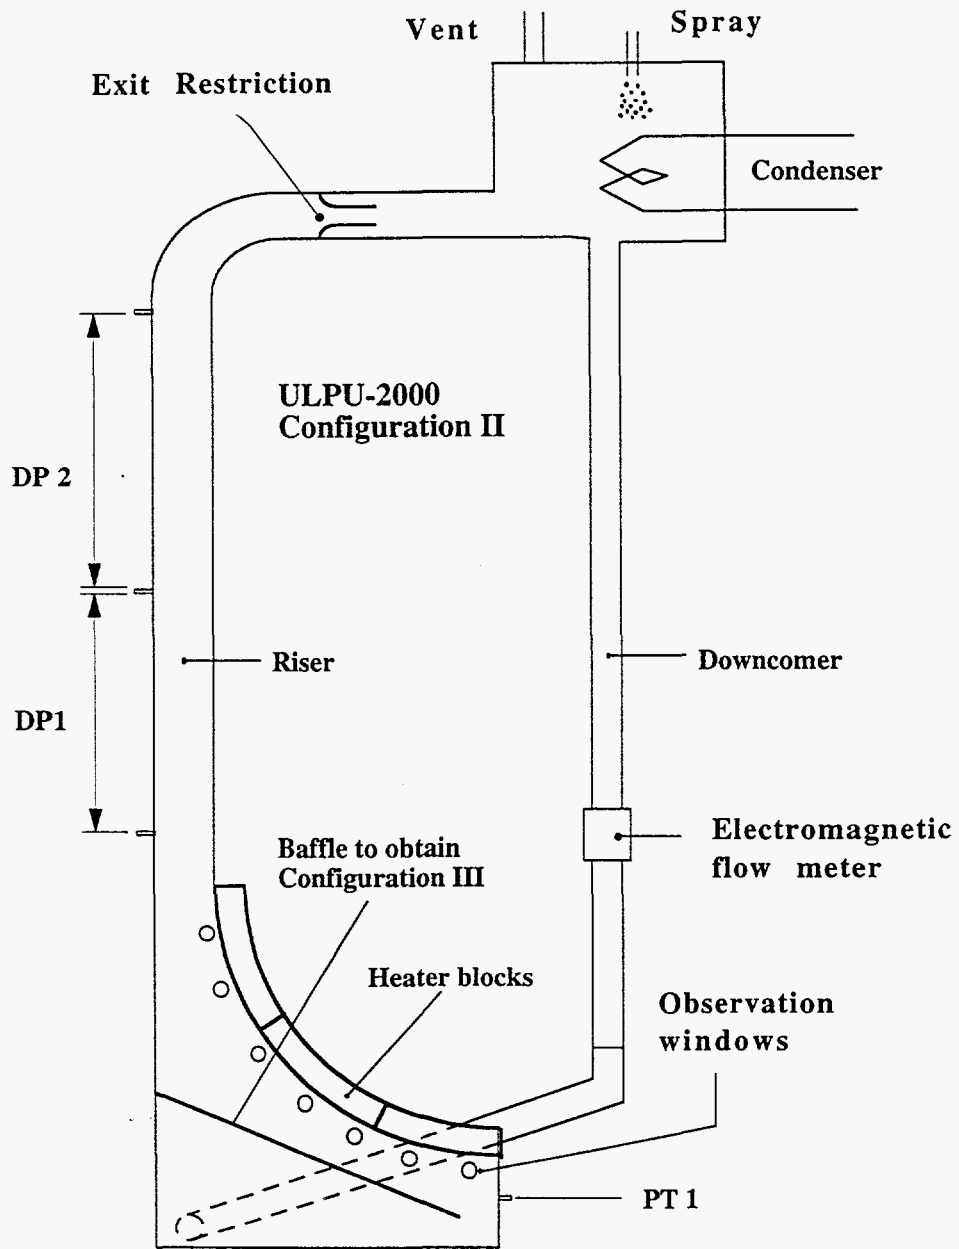 Vent
Spray
Exit Restriction
Condenser
ULPU-2000
Configuration II
DP 2
Riser
Downcomer
DP1
Electromagnetic
flow meter
Baffle to obtain
Configuration III
Heater blocks
Observation
windows
PT 1